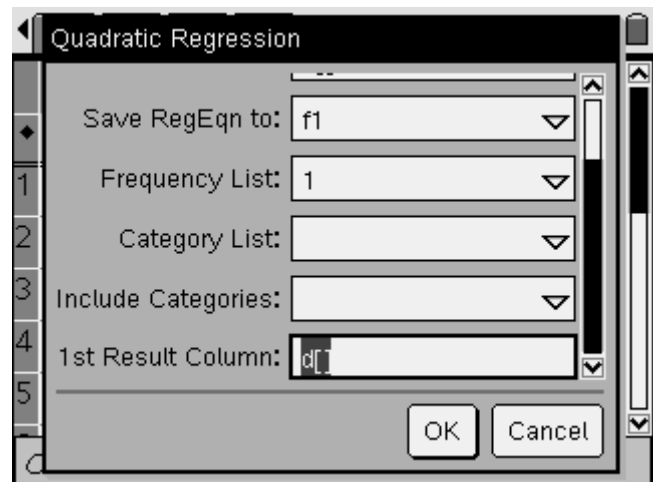 Quadratic Regression
Save RegEqn to: f1
Frequency List: 1
Category List:
Include Categories:
1st Result Column: d[]
OK Cancel
1
2
3
4
5